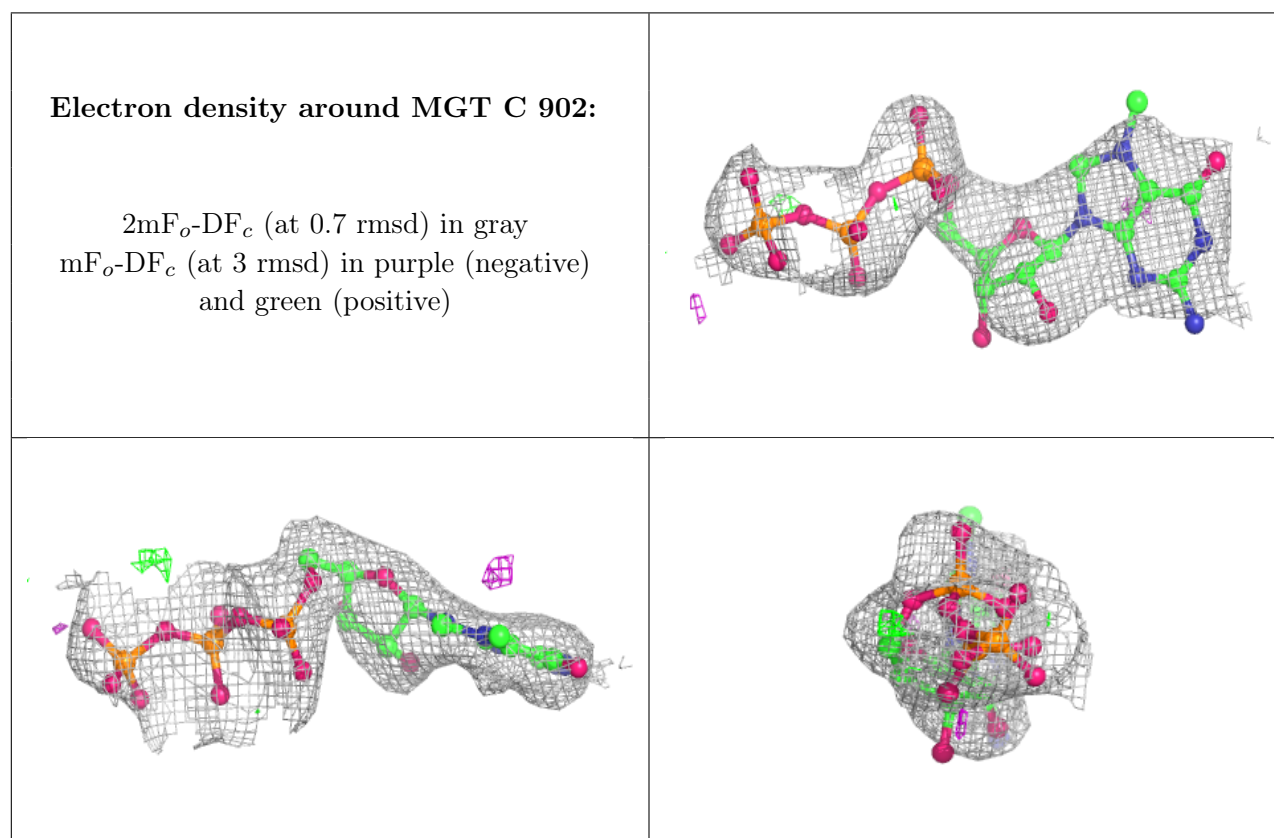 Electron density around MGT C 902:
2mFₒ-DF𝒸 (at 0.7 rmsd) in gray
mFₒ-DF𝒸 (at 3 rmsd) in purple (negative)
and green (positive)